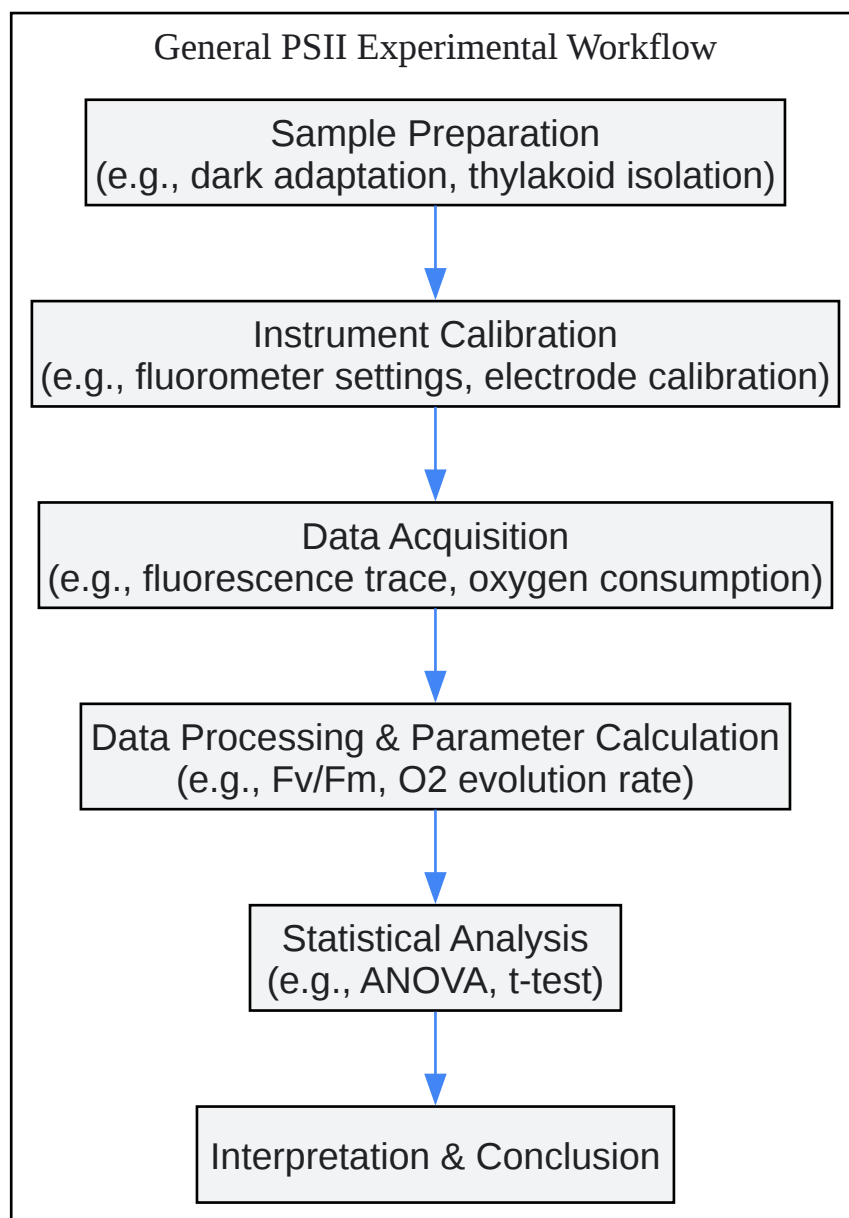 General PSII Experimental Workflow
Sample Preparation
(e.g., dark adaptation, thylakoid isolation)
Instrument Calibration
(e.g., fluorometer settings, electrode calibration)
Data Acquisition
(e.g., fluorescence trace, oxygen consumption)
Data Processing & Parameter Calculation
(e.g., Fv/Fm, O2 evolution rate)
Statistical Analysis
(e.g., ANOVA, t-test)
Interpretation & Conclusion